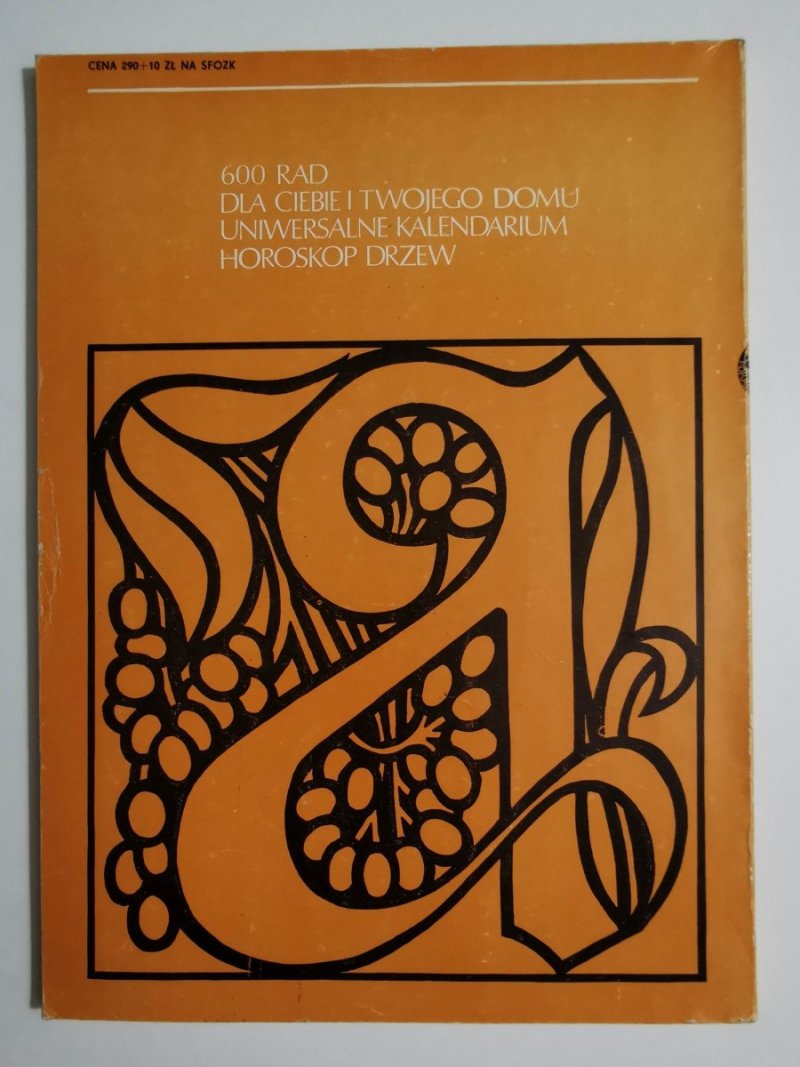 CENA 290+10 ZŁ NA SFOZK
600 RAD
DLA CIEBIE I TWOJEGO DOMU
UNIWERSALNE KALENDARIUM
HOROSKOP DRZEW